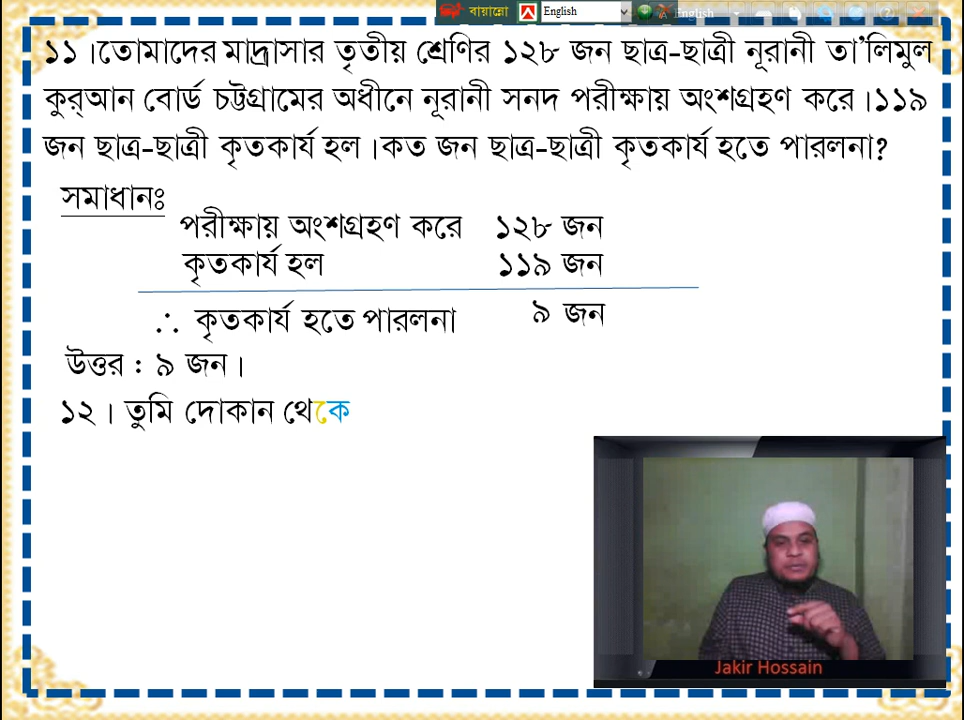 বায়ান্নো English English
১১।তোমাদের মাদ্রাসার তৃতীয় শ্রেণির ১২৮ জন ছাত্র-ছাত্রী নূরানী তা’লিমুল
কুর্আন বোর্ড চট্টগ্রামের অধীনে নূরানী সনদ পরীক্ষায় অংশগ্রহণ করে।১১৯
জন ছাত্র-ছাত্রী কৃতকার্য হল।কত জন ছাত্র-ছাত্রী কৃতকার্য হতে পারলনা?
সমাধানঃ
পরীক্ষায় অংশগ্রহণ করে ১২৮ জন
কৃতকার্য হল ১১৯ জন
∴ কৃতকার্য হতে পারলনা ৯ জন
উত্তর : ৯ জন।
১২। তুমি দোকান থেকে
Jakir Hossain